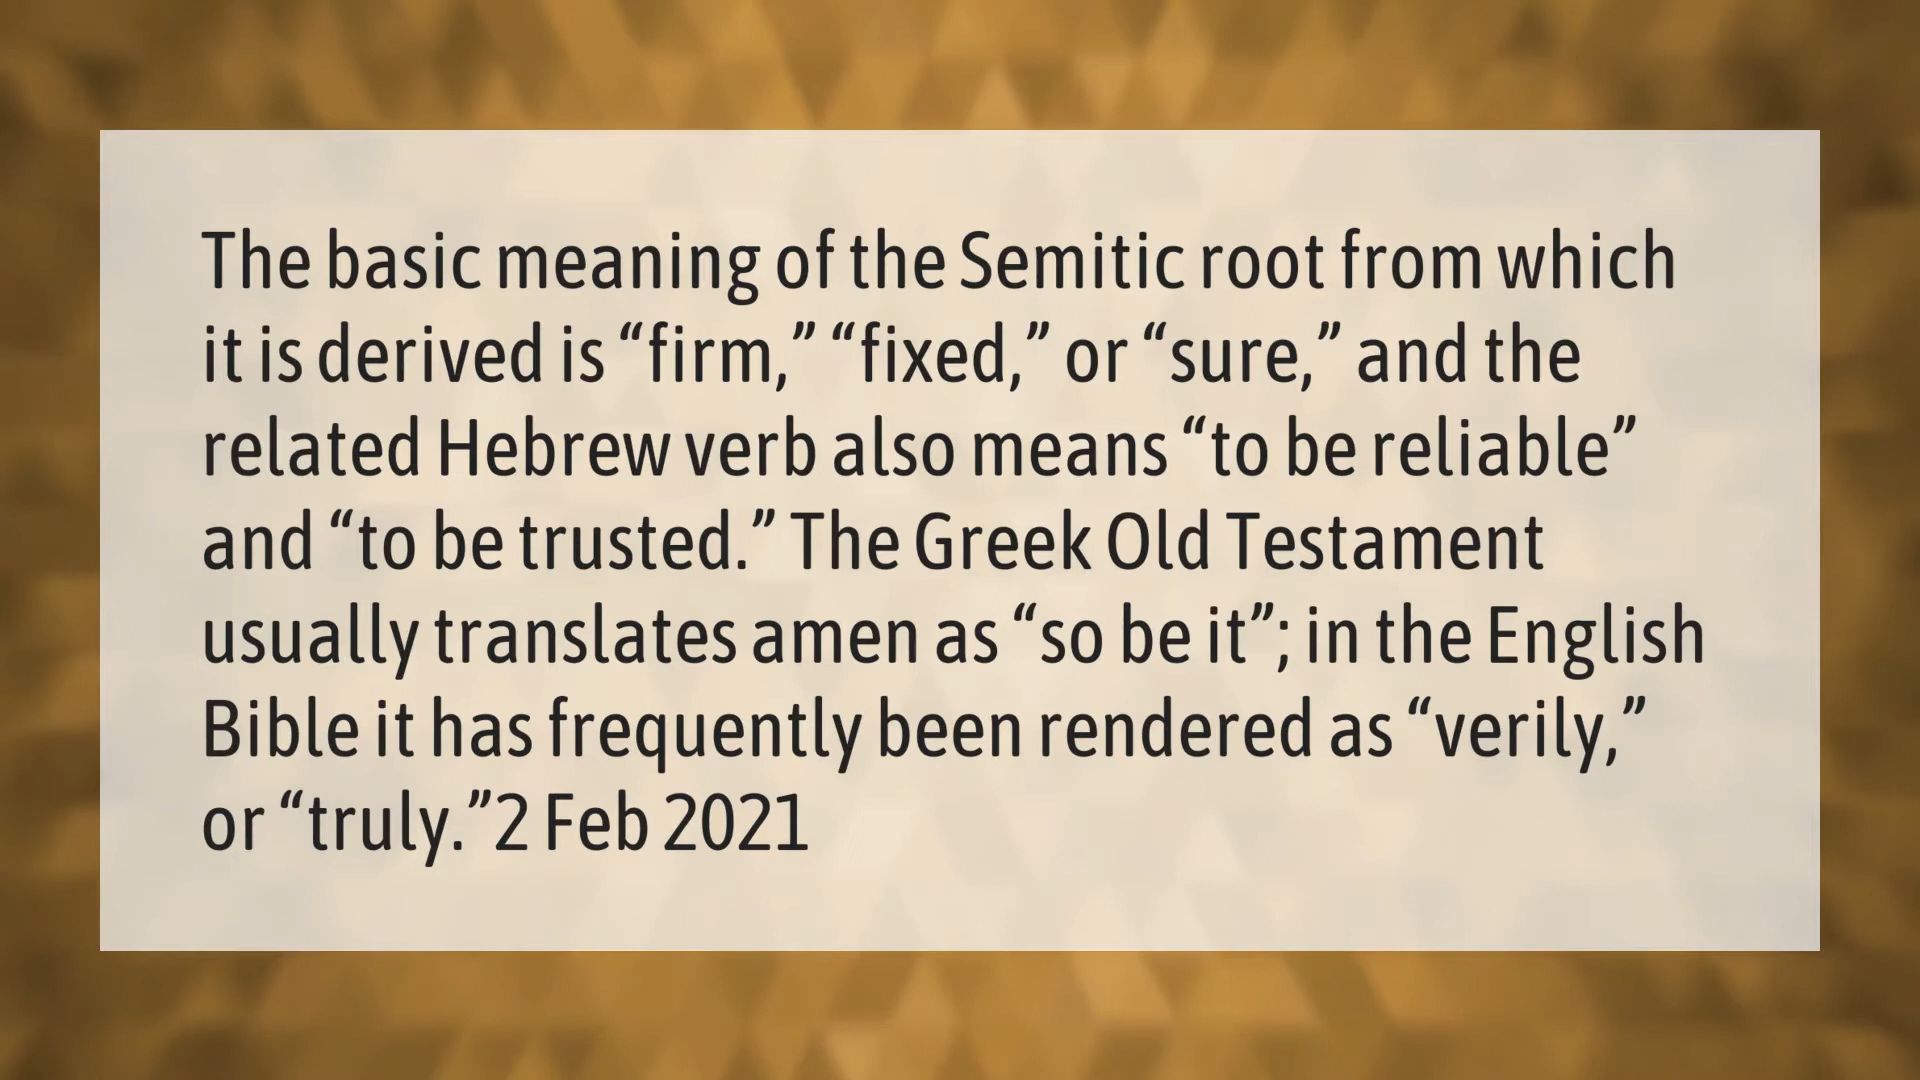 The basic meaning of the Semitic root from which
it is derived is “firm,” “fixed,” or “sure,” and the
related Hebrew verb also means “to be reliable”
and “to be trusted.” The Greek Old Testament
usually translates amen as “so be it”; in the English
Bible it has frequently been rendered as “verily,”
or “truly.”2 Feb 2021